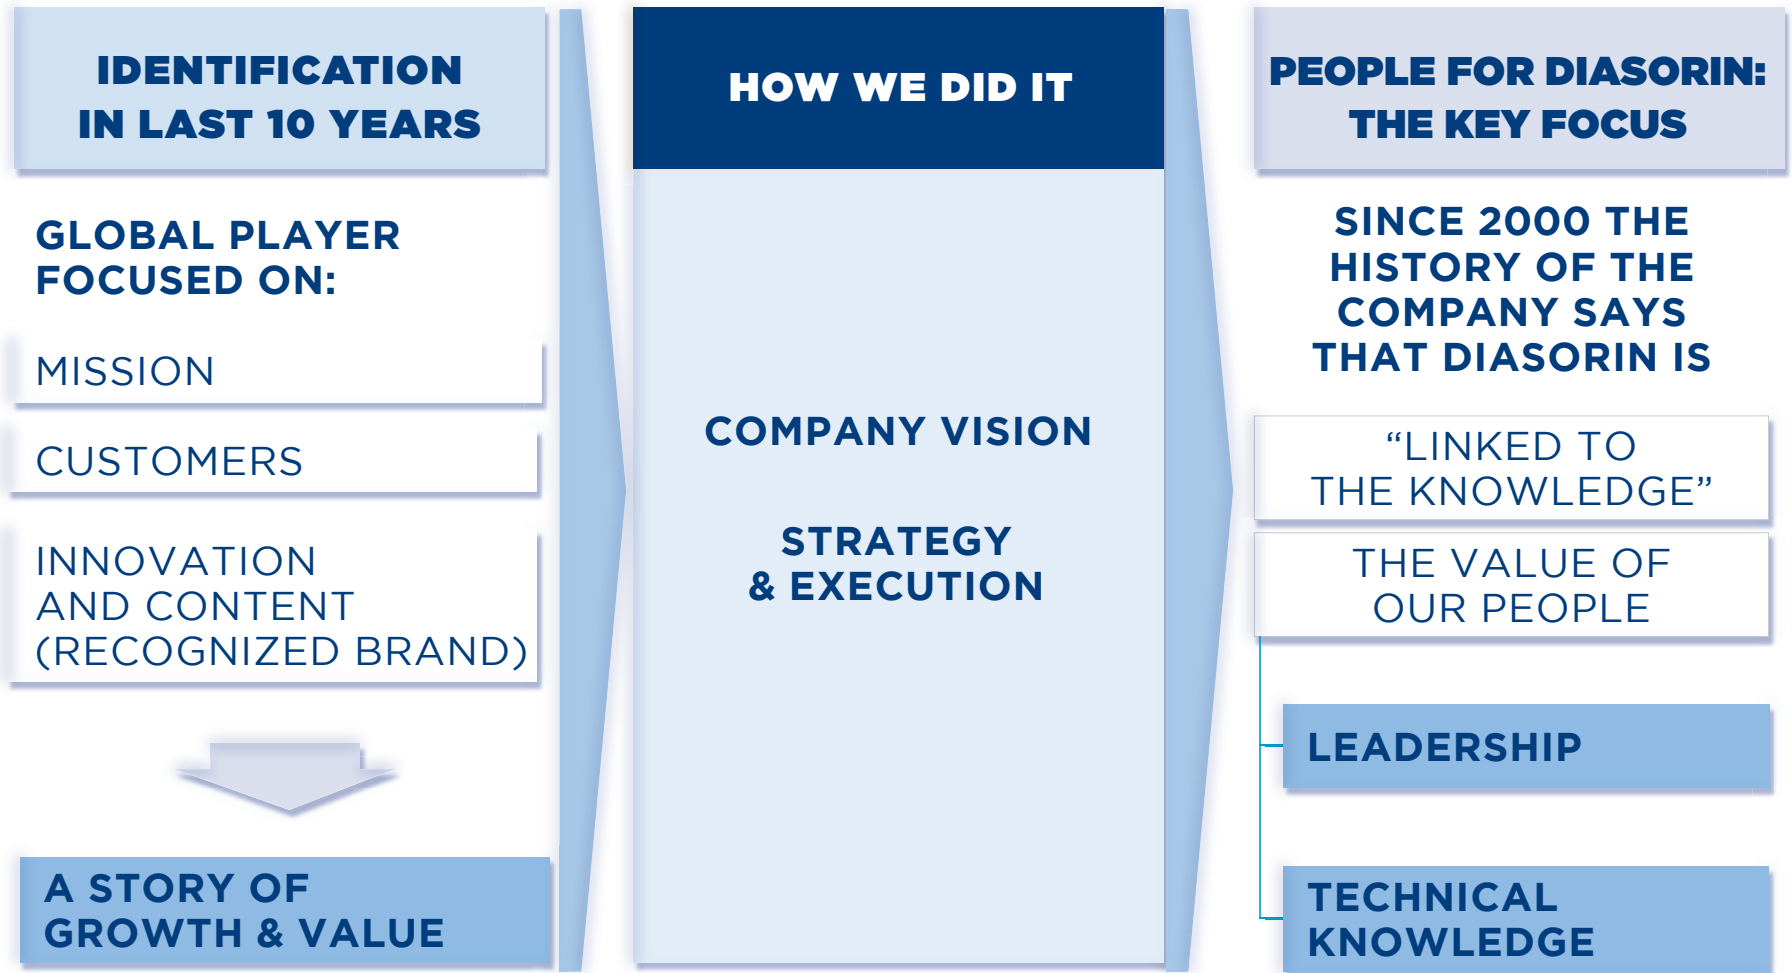 IDENTIFICATION
IN LAST 10 YEARS
GLOBAL PLAYER
FOCUSED ON:
MISSION
CUSTOMERS
INNOVATION
AND CONTENT
(RECOGNIZED BRAND)
A STORY OF
GROWTH & VALUE
HOW WE DID IT
COMPANY VISION
STRATEGY
& EXECUTION
PEOPLE FOR DIASORIN:
THE KEY FOCUS
SINCE 2000 THE
HISTORY OF THE
COMPANY SAYS
THAT DIASORIN IS
“LINKED TO
THE KNOWLEDGE”
THE VALUE OF
OUR PEOPLE
LEADERSHIP
TECHNICAL
KNOWLEDGE